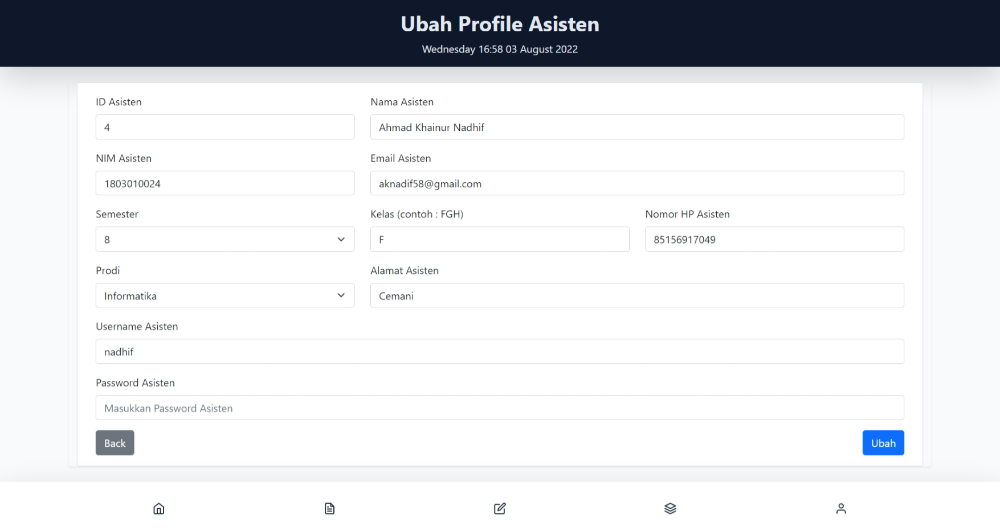 Ubah Profile Asisten
Wednesday 16:58 03 August 2022
ID Asisten
Nama Asisten
4
Ahmad Khainur Nadhif
NIM Asisten
Email Asisten
1803010024
aknadif58@gmail.com
Semester
Kelas (contoh : FGH)
Nomor HP Asisten
8
F
85156917049
Prodi
Alamat Asisten
Informatika
Cemani
Username Asisten
nadhif
Password Asisten
Masukkan Password Asisten
Back
Ubah